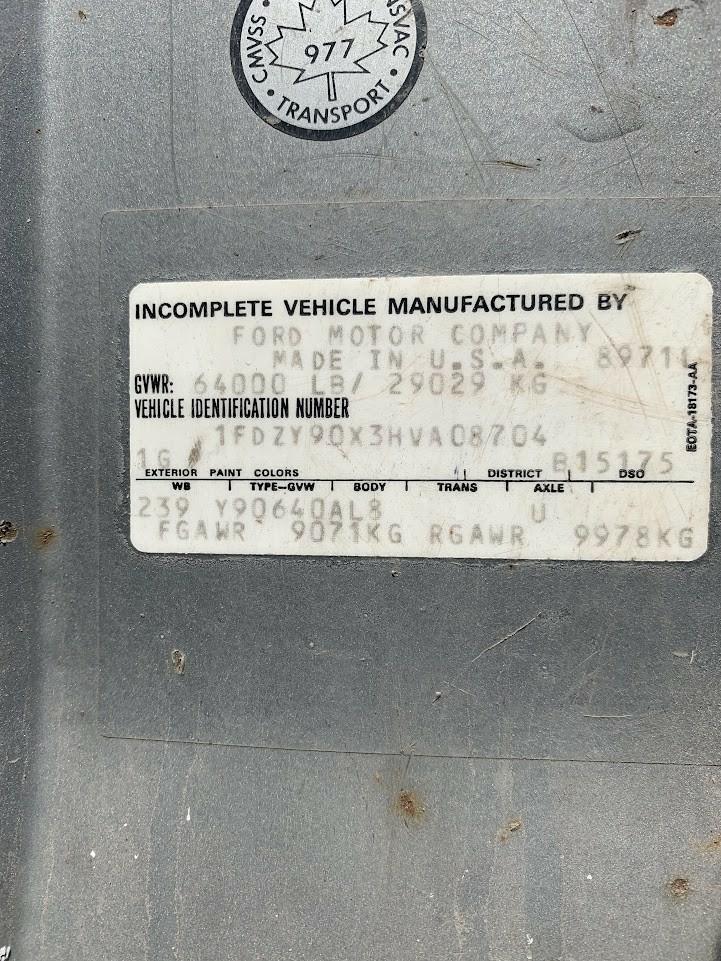 CMVSS NSVAC
977
TRANSPORT
INCOMPLETE VEHICLE MANUFACTURED BY
FORD MOTOR COMPANY
MADE IN U.S.A. 8971L
GVWR: 64000 LB/ 29029 KG
VEHICLE IDENTIFICATION NUMBER
1FDZY90X3HVA08704
1G B15175
EXTERIOR PAINT COLORS DISTRICT DSO
WB TYPE-GVW BODY TRANS AXLE
239 Y90640AL8 U
FGAWR 9071KG RGAWR 9978KG
EOTA-18173-AA